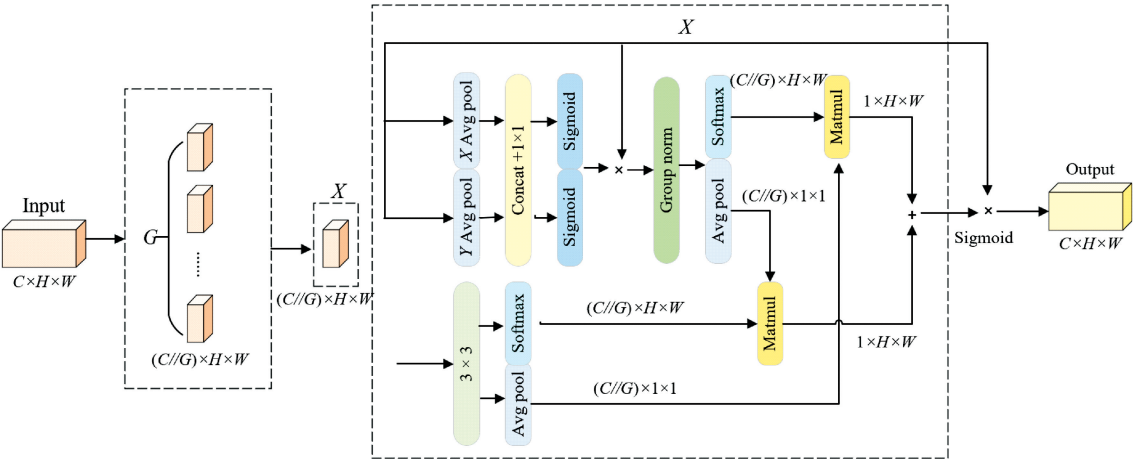 Input
C×H×W
G
......
(C//G)×H×W
X
(C//G)×H×W
X
X Avg pool
Y Avg pool
Concat +1×1
Sigmoid
Sigmoid
×
Group norm
Softmax
Avg pool
(C//G)×H×W
Matmul
1×H×W
(C//G)×1×1
Matmul
3 × 3
Softmax
Avg pool
(C//G)×H×W
(C//G)×1×1
1×H×W
+
Sigmoid
×
Output
C×H×W